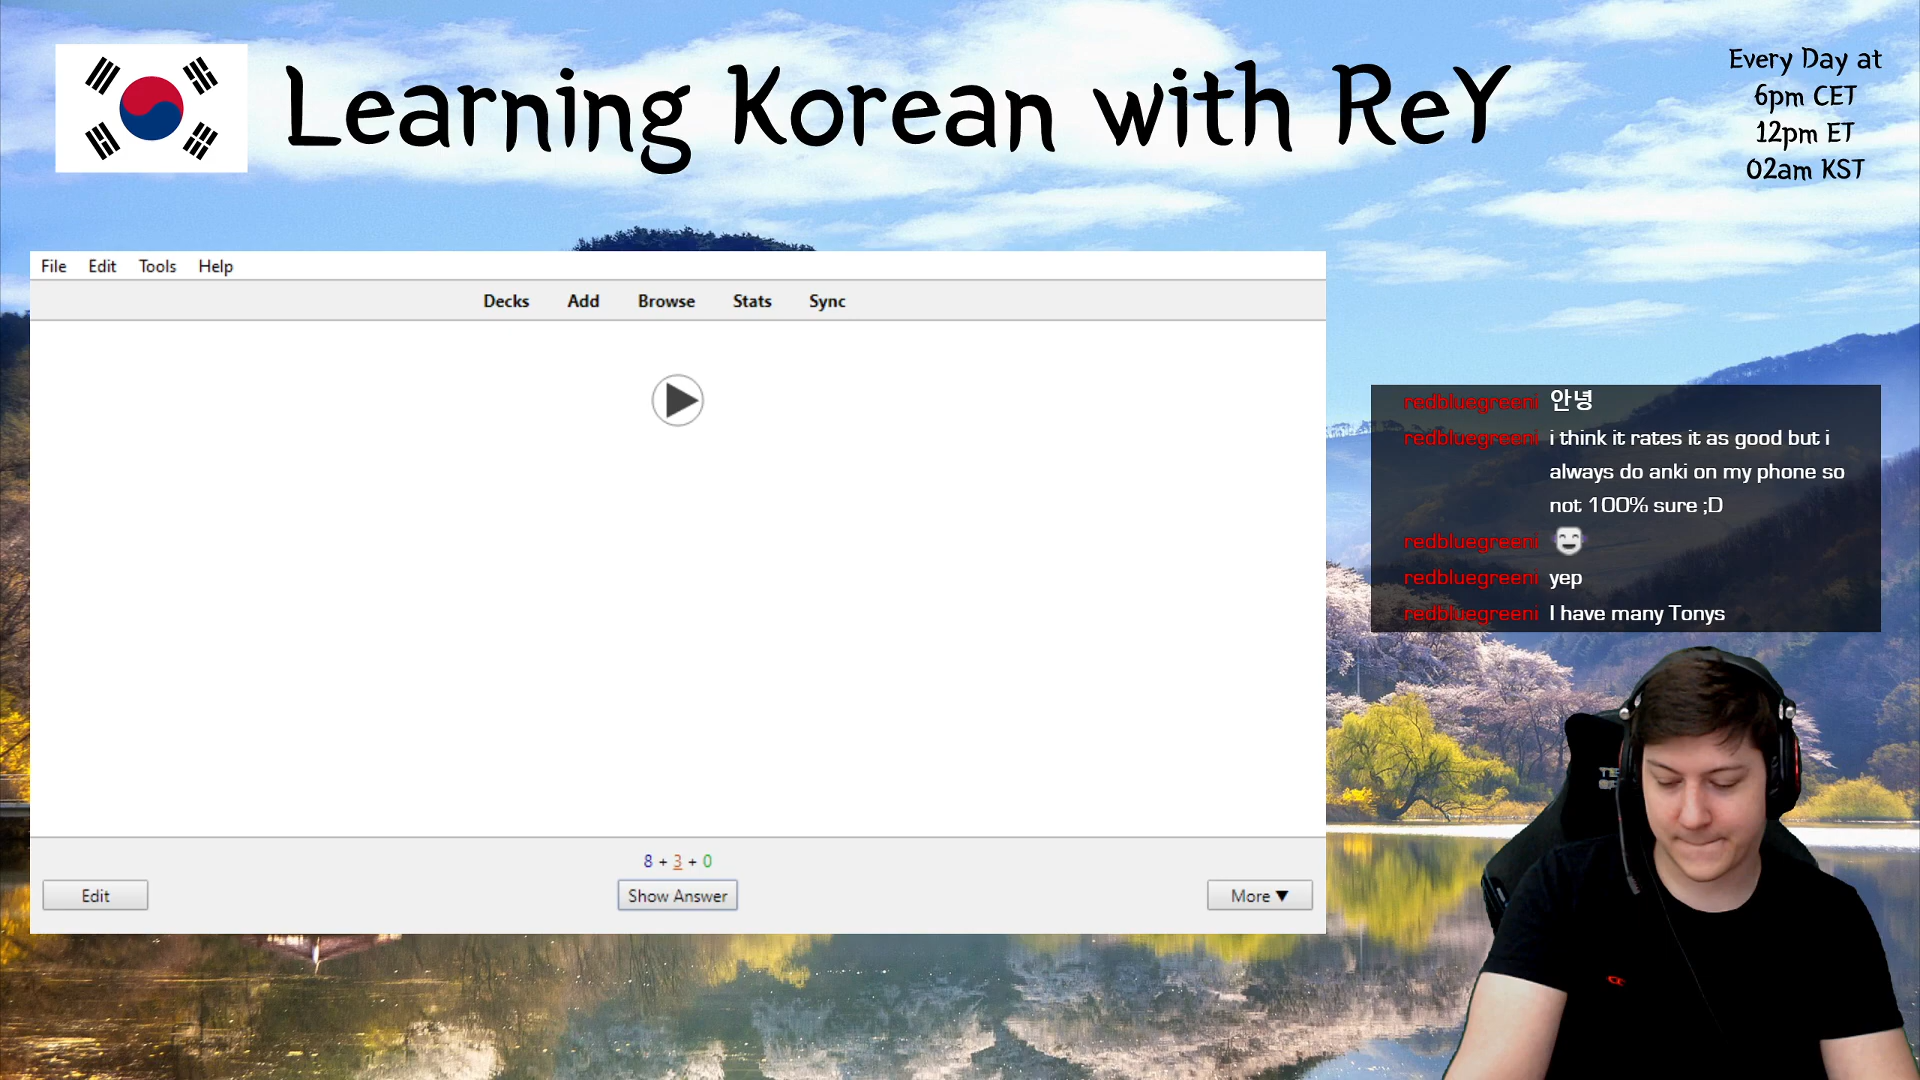 Learning Korean with ReY
Every Day at
6pm CET
12pm ET
02am KST
File Edit Tools Help
Decks Add Browse Stats Sync
redbluegreeni 안녕
redbluegreeni i think it rates it as good but i
always do anki on my phone so
not 100% sure ;D
redbluegreeni
redbluegreeni yep
redbluegreeni I have many Tonys
8 + 3 + 0
Edit Show Answer More ▼